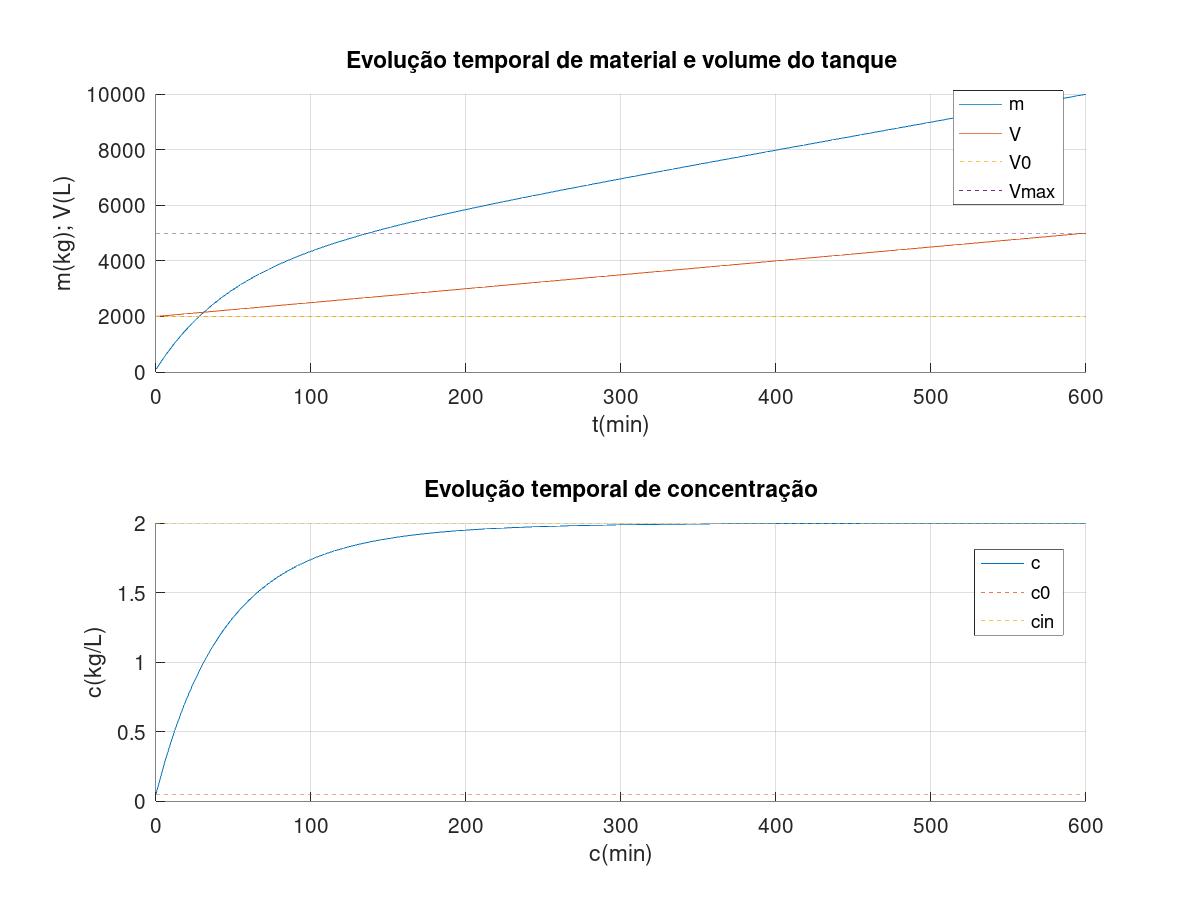 Evolução temporal de material e volume do tanque
10000
8000
6000
4000
2000
0
m(kg); V(L)
0 100 200 300 400 500 600
t(min)
m
V
V0
Vmax
Evolução temporal de concentração
2
1.5
1
0.5
0
c(kg/L)
0 100 200 300 400 500 600
c(min)
c
c0
cin